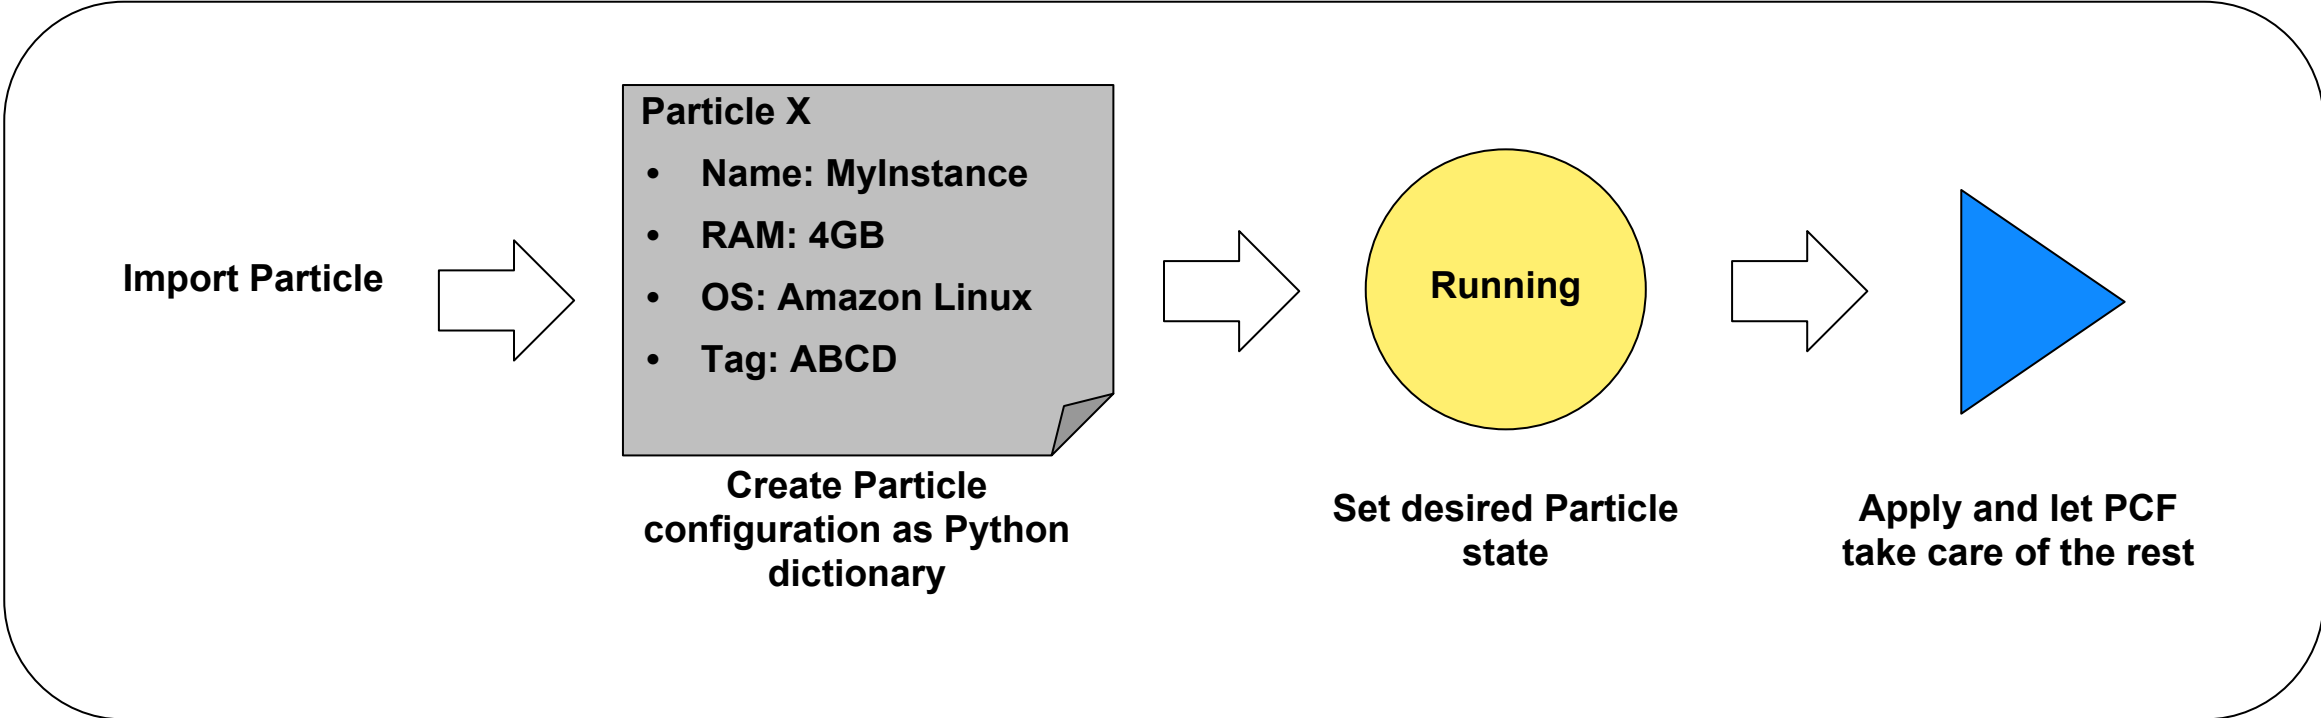 Import Particle
Particle X
• Name: MyInstance
• RAM: 4GB
• OS: Amazon Linux
• Tag: ABCD
Create Particle
configuration as Python
dictionary
Running
Set desired Particle
state
Apply and let PCF
take care of the rest